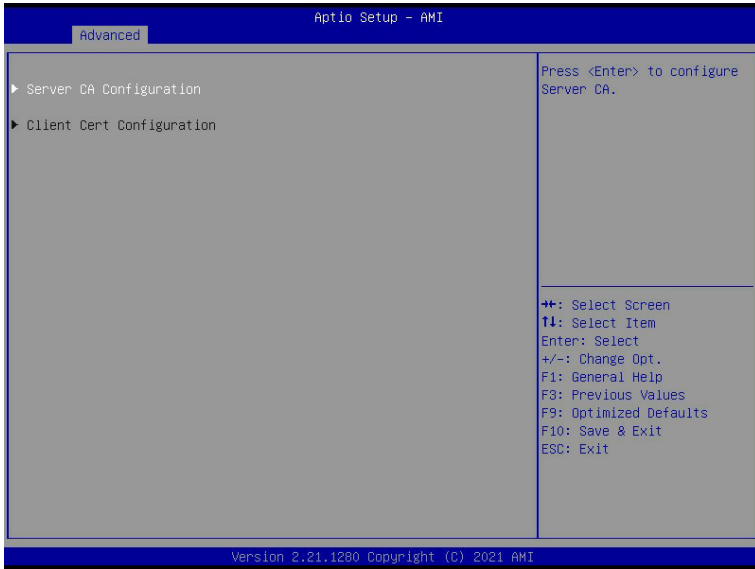 Aptio Setup – AMI
Advanced
▶ Server CA Configuration
▶ Client Cert Configuration
Press <Enter> to configure
Server CA.
→←: Select Screen
↑↓: Select Item
Enter: Select
+/-: Change Opt.
F1: General Help
F3: Previous Values
F9: Optimized Defaults
F10: Save & Exit
ESC: Exit
Version 2.21.1280 Copyright (C) 2021 AMI